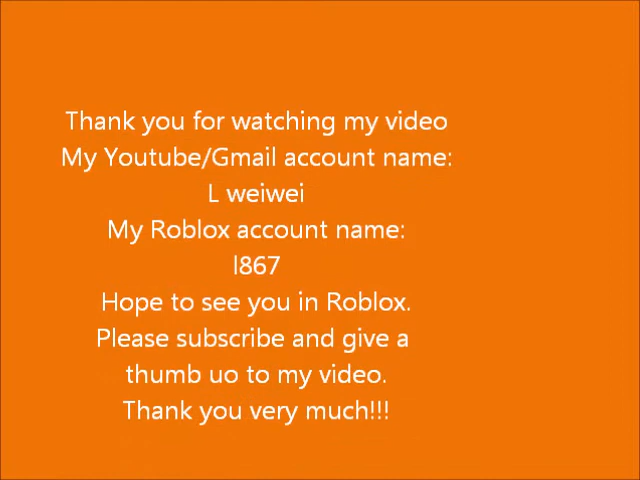 Thank you for watching my video
My Youtube/Gmail account name:
L weiwei
My Roblox account name:
l867
Hope to see you in Roblox.
Please subscribe and give a
thumb uo to my video.
Thank you very much!!!